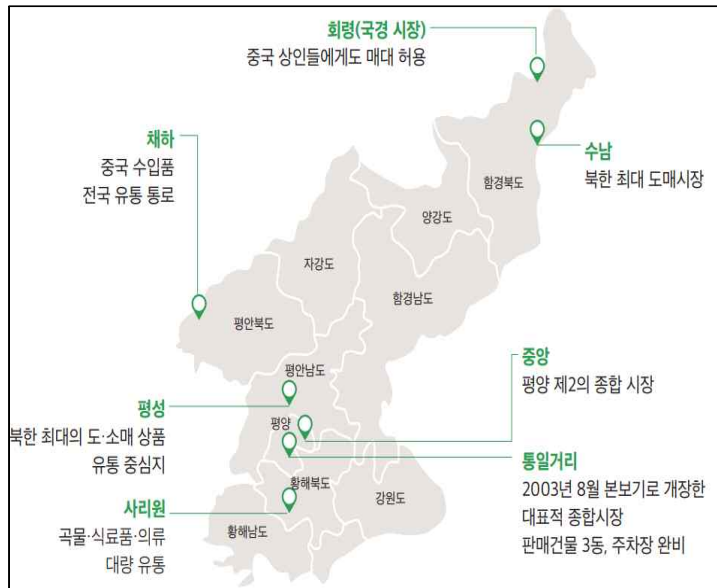 회령(국경 시장)
중국 상인들에게도 매대 허용
채하
중국 수입품
전국 유통 통로
수남
북한 최대 도매시장
함경북도
양강도
자강도
함경남도
평안북도
중앙
평양 제2의 종합 시장
평안남도
평성
북한 최대의 도·소매 상품
유통 중심지
평양
통일거리
2003년 8월 본보기로 개장한
대표적 종합시장
판매건물 3동, 주차장 완비
황해북도
강원도
사리원
곡물·식료품·의류
대량 유통
황해남도